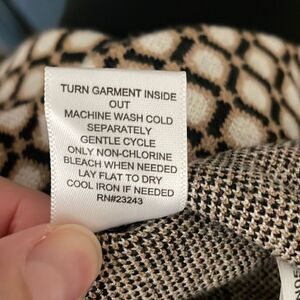 TURN GARMENT INSIDE
OUT
MACHINE WASH COLD
SEPARATELY
GENTLE CYCLE
ONLY NON-CHLORINE
BLEACH WHEN NEEDED
LAY FLAT TO DRY
COOL IRON IF NEEDED
RN#23243